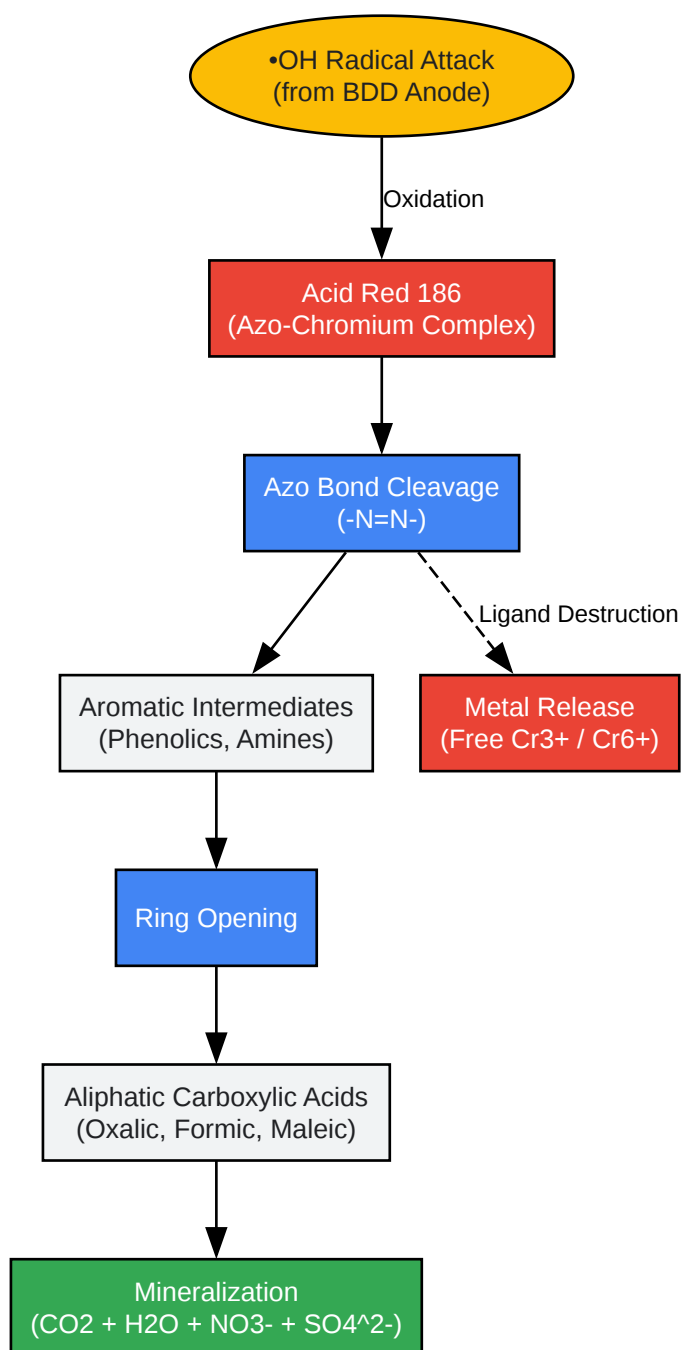 •OH Radical Attack
(from BDD Anode)
Oxidation
Acid Red 186
(Azo-Chromium Complex)
Azo Bond Cleavage
(-N=N-)
Ligand Destruction
Aromatic Intermediates
(Phenolics, Amines)
Metal Release
(Free Cr3+ / Cr6+)
Ring Opening
Aliphatic Carboxylic Acids
(Oxalic, Formic, Maleic)
Mineralization
(CO2 + H2O + NO3- + SO4^2-)